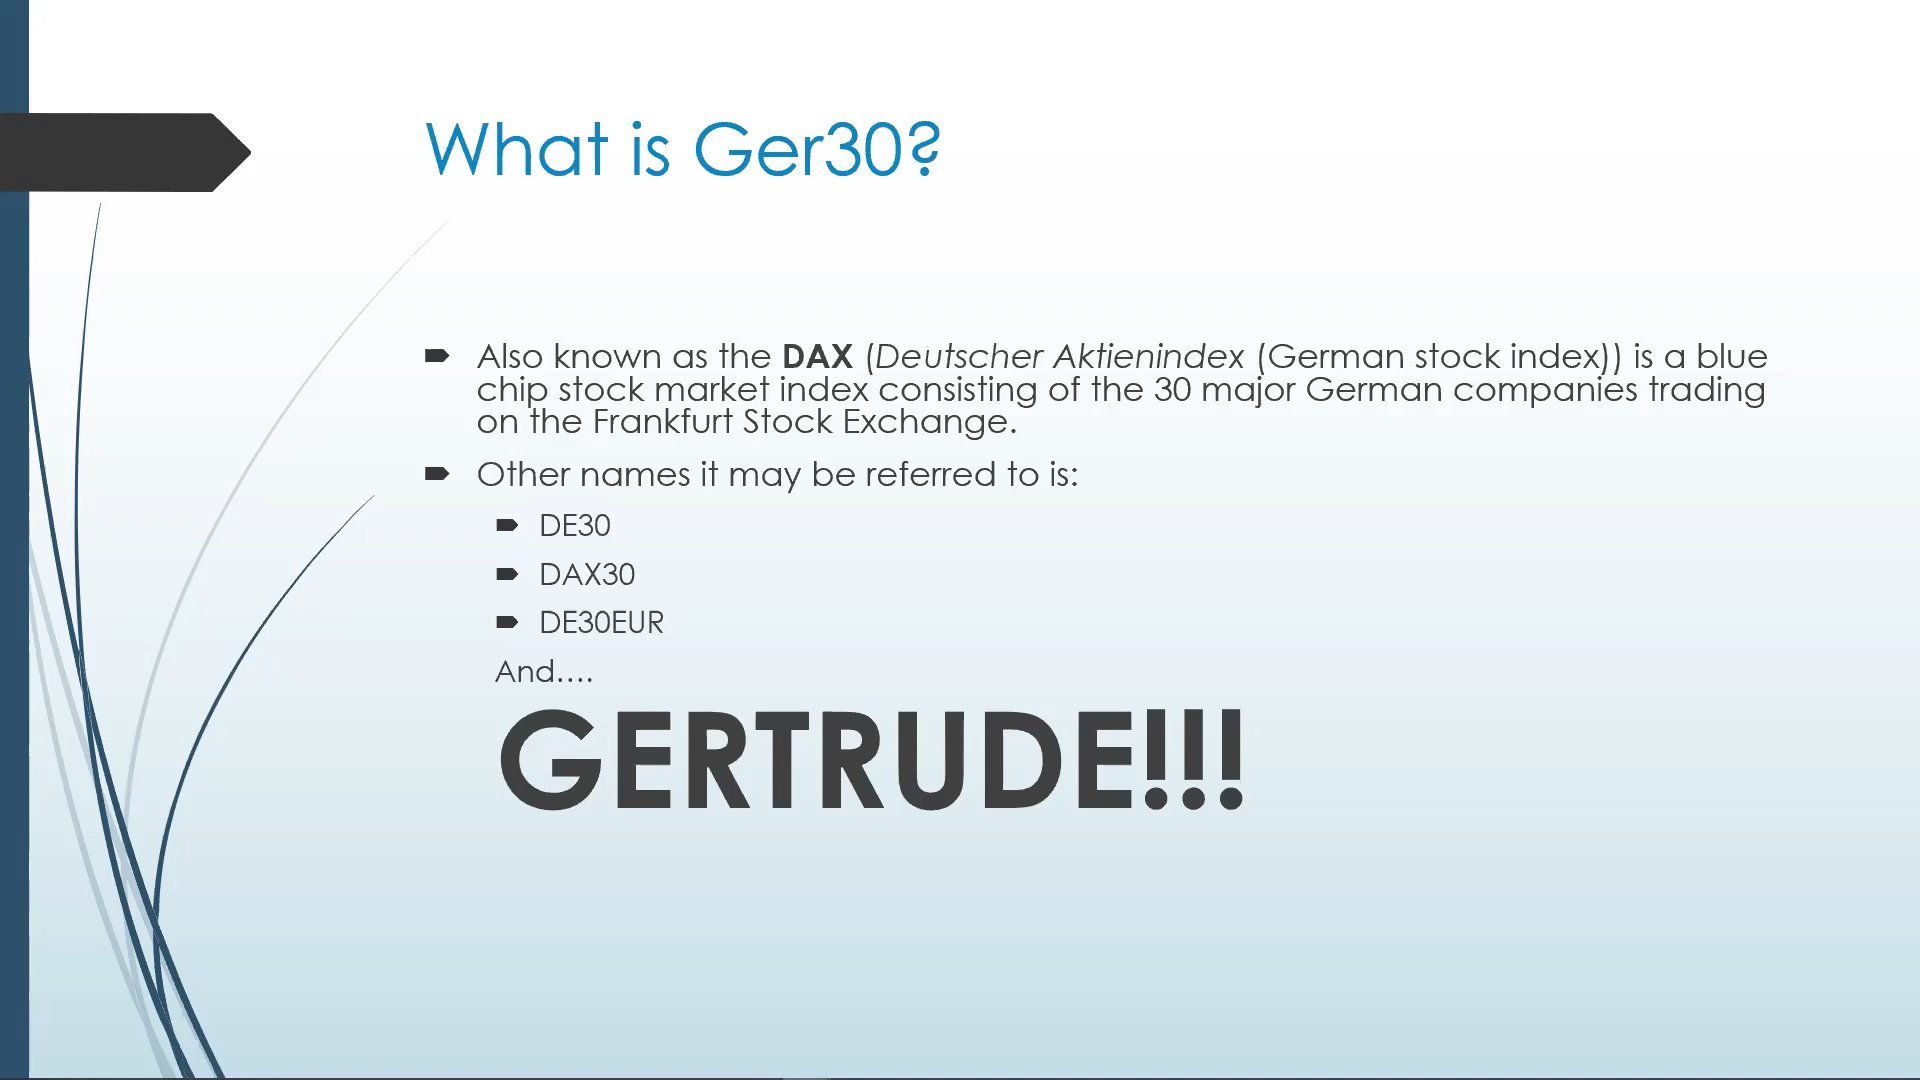 What is Ger30?
Also known as the DAX (Deutscher Aktienindex (German stock index)) is a blue
chip stock market index consisting of the 30 major German companies trading
on the Frankfurt Stock Exchange.
Other names it may be referred to is:
DE30
DAX30
DE30EUR
And....
GERTRUDE!!!